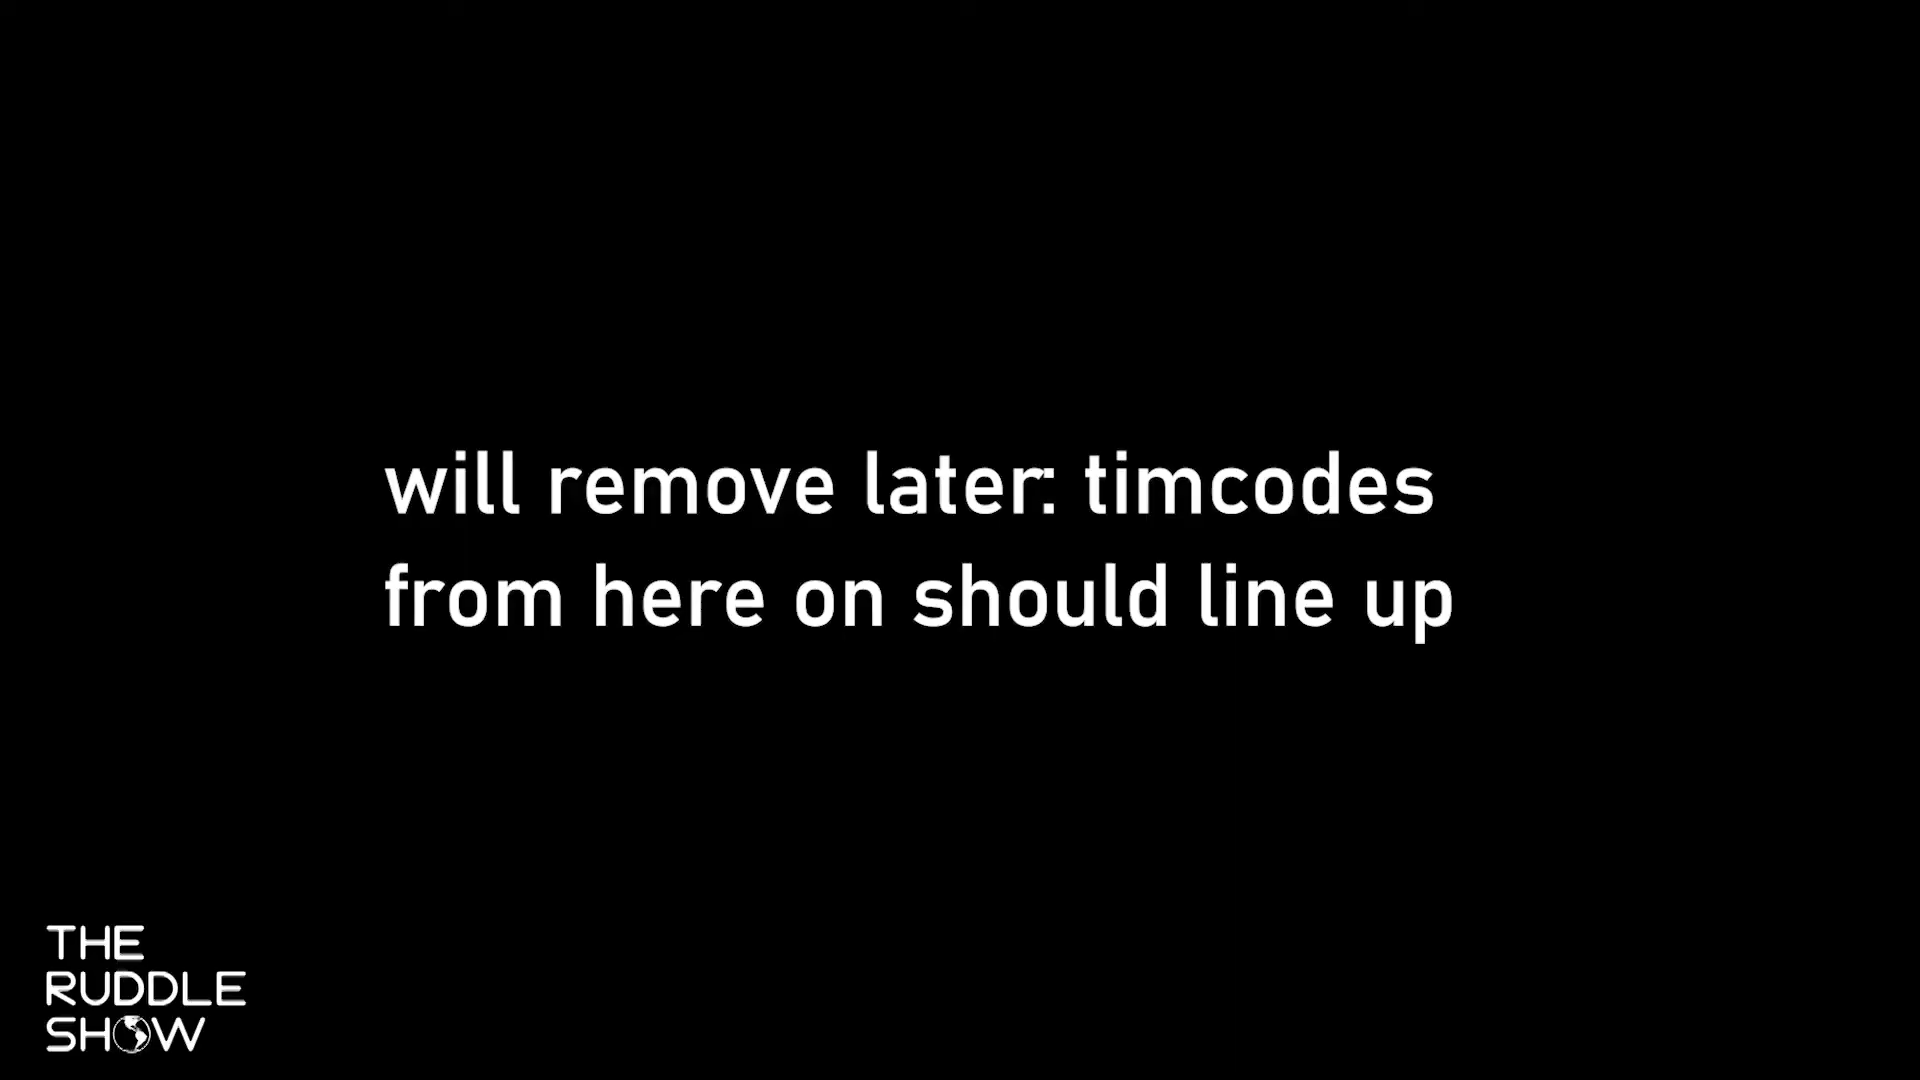 will remove later: timcodes
from here on should line up
THE
RUDDLE
SHOW